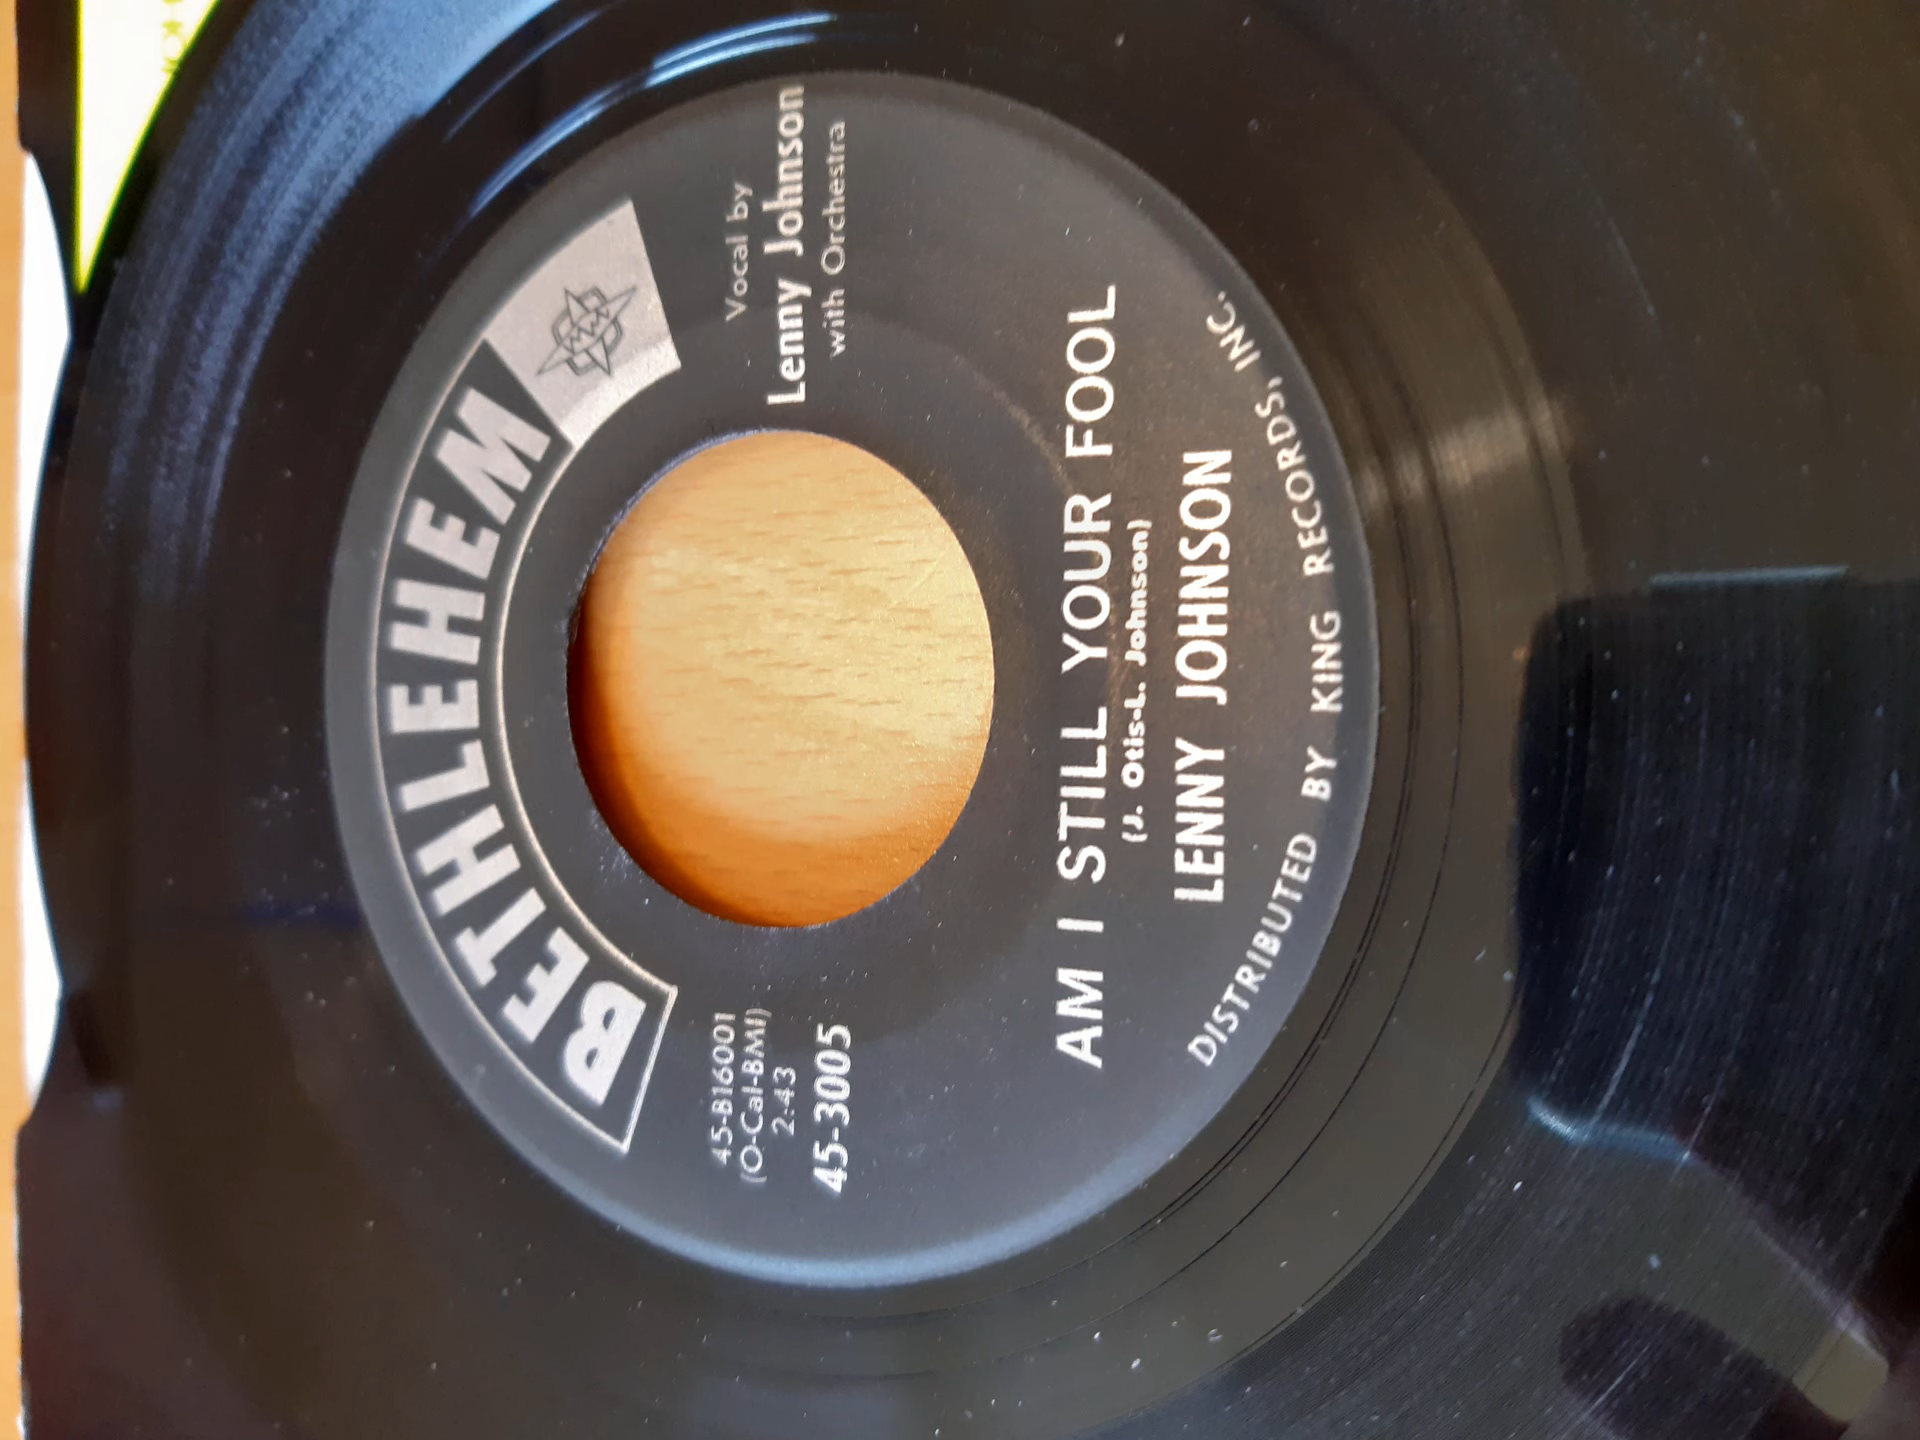 BETHLEHEM
45-B16001
(O-Cal-BMI)
2:43
45-3005
Vocal by
Lenny Johnson
with Orchestra
AM I STILL YOUR FOOL
(J. Otis-L. Johnson)
LENNY JOHNSON
DISTRIBUTED BY KING RECORDS, INC.